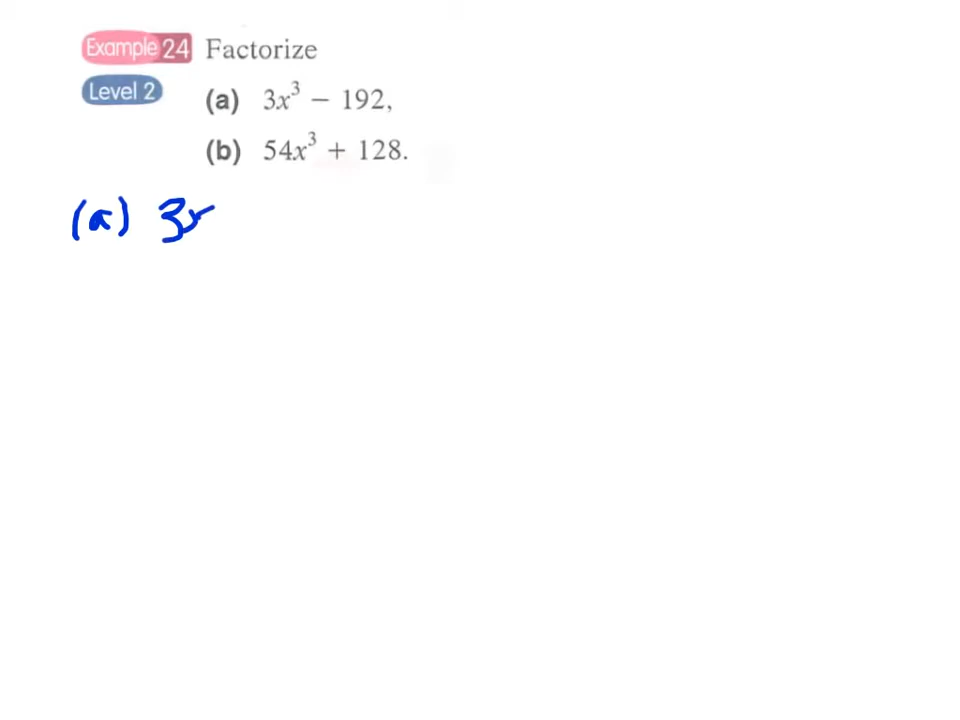 Example 24 Factorize
Level 2 (a) 3x³ − 192,
(b) 54x³ + 128.
(a) 3x